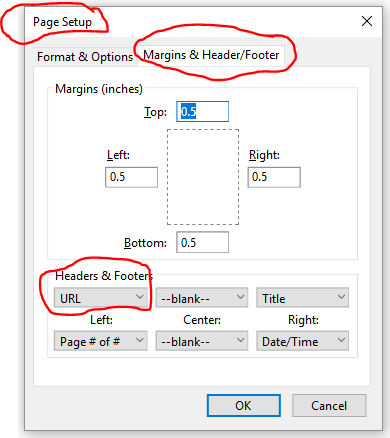 Page Setup
Format & Options
Margins & Header/Footer
Margins (inches)
Top: 0.5
Left: Right:
0.5 0.5
Bottom: 0.5
Headers & Footers
URL --blank-- Title
Left: Center: Right:
Page # of # --blank-- Date/Time
OK Cancel